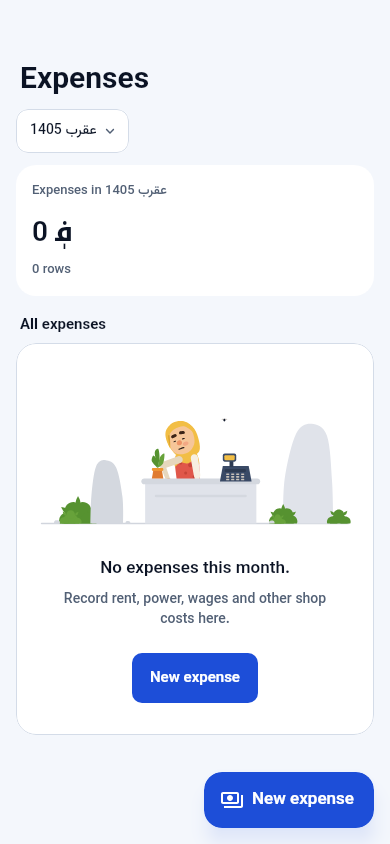 Expenses
عقرب 1405
Expenses in 1405 عقرب
0 ؋
0 rows
All expenses
No expenses this month.
Record rent, power, wages and other shop
costs here.
New expense
New expense